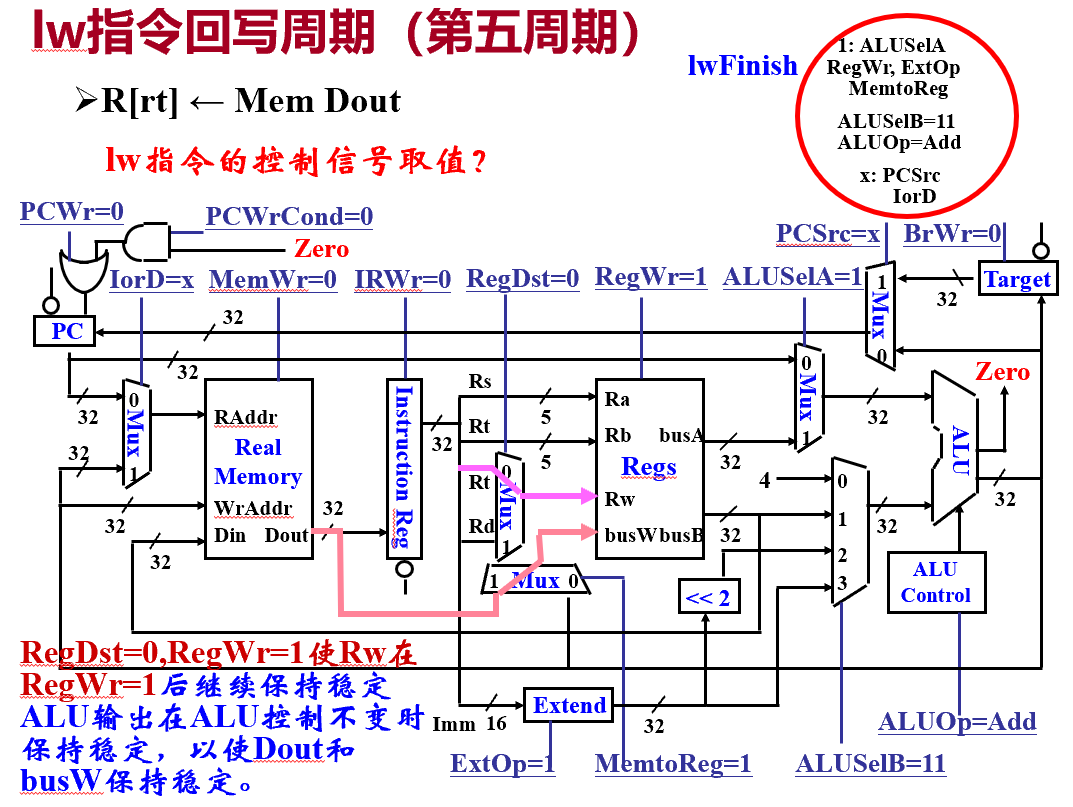 lw指令回写周期（第五周期）
➢R[rt] ← Mem Dout
lw指令的控制信号取值？
lwFinish
1: ALUSelA
RegWr, ExtOp
MemtoReg
ALUSelB=11
ALUOp=Add
x: PCSrc
IorD
PCWr=0
PCWrCond=0
Zero
PCSrc=x
BrWr=0
IorD=x
MemWr=0
IRWr=0
RegDst=0
RegWr=1
ALUSelA=1
1
Mux
0
32
Target
PC
32
32
32
0
Mux
1
32
32
32
RAddr
Real
Memory
WrAddr
Din
Dout
32
Instruction Reg
32
Rs
Rt
Rt
Rd
5
5
0
Mux
1
Ra
Rb
busA
Regs
Rw
busW
busB
32
32
0
Mux
1
32
4
0
1
2
3
32
Zero
ALU
32
1 Mux 0
<< 2
ALU
Control
Imm
16
Extend
32
ExtOp=1
MemtoReg=1
ALUSelB=11
ALUOp=Add
RegDst=0,RegWr=1使Rw在
RegWr=1后继续保持稳定
ALU输出在ALU控制不变时
保持稳定，以使Dout和
busW保持稳定。